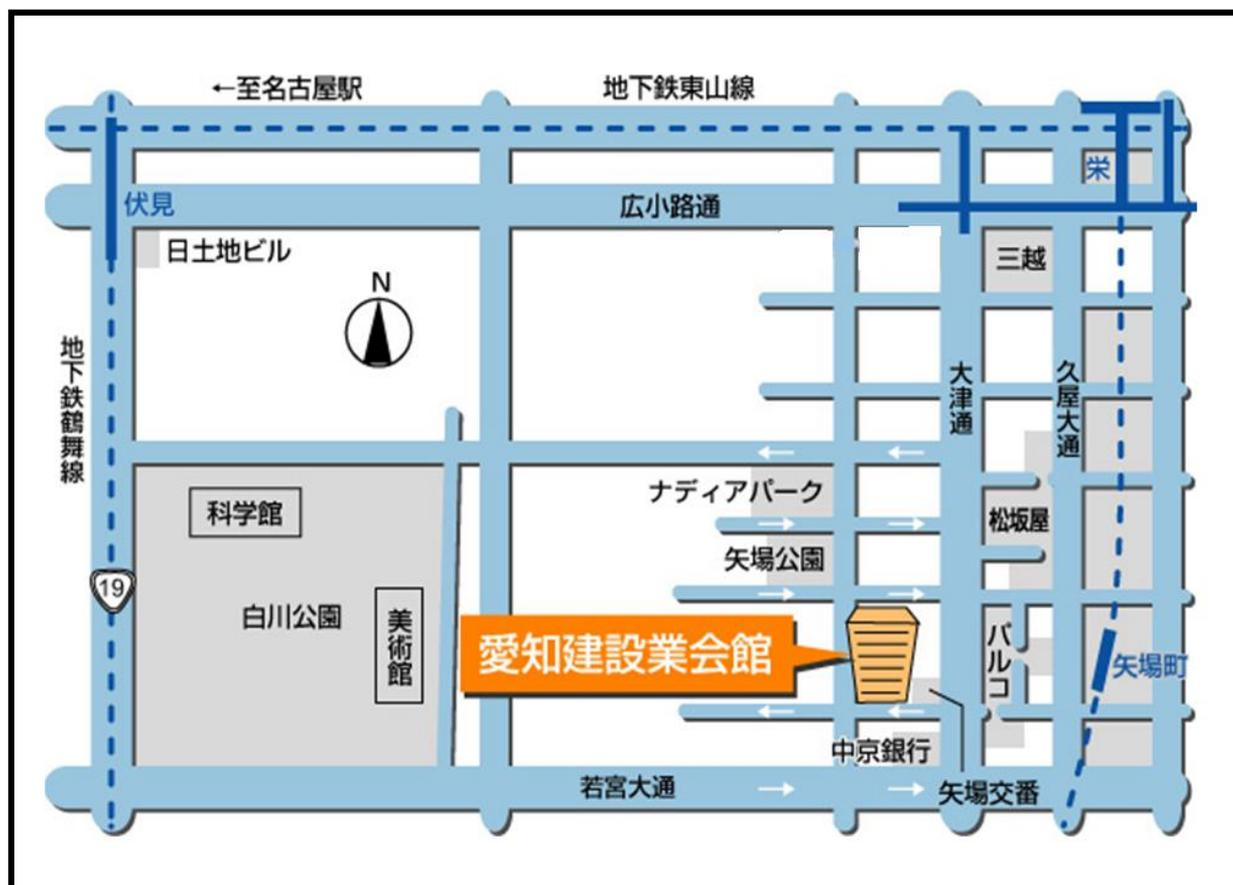 ←至名古屋駅
地下鉄東山線
栄
伏見
広小路通
日土地ビル
三越
N
地下鉄鶴舞線
大津通
久屋大通
ナディアパーク
科学館
松坂屋
矢場公園
19
白川公園
美術館
愛知建設業会館
パルコ
矢場町
中京銀行
若宮大通
矢場交番